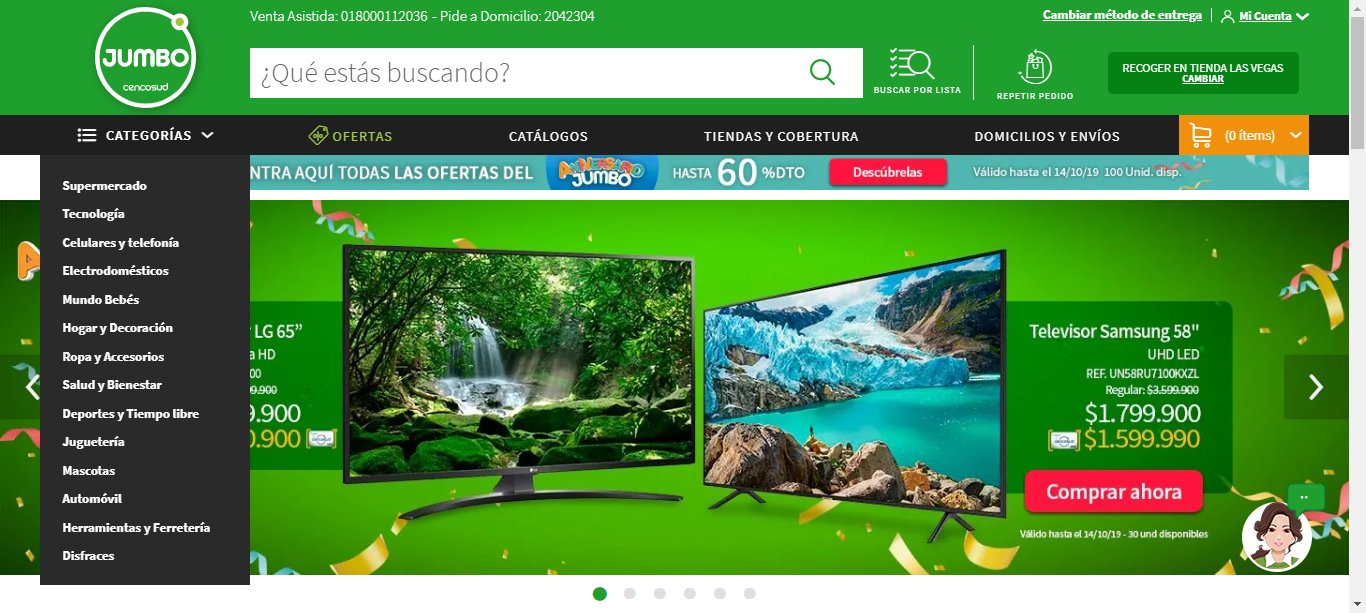 Venta Asistida: 018000112036 - Pide a Domicilio: 2042304
Cambiar método de entrega
Mi Cuenta
JUMBO
cencosud
¿Qué estás buscando?
BUSCAR POR LISTA
REPETIR PEDIDO
RECOGER EN TIENDA LAS VEGAS
CAMBIAR
CATEGORÍAS
OFERTAS
CATÁLOGOS
TIENDAS Y COBERTURA
DOMICILIOS Y ENVÍOS
(0 ítems)
NTRA AQUÍ TODAS LAS OFERTAS DEL
ANIVERSARIO
JUMBO
HASTA 60 %DTO
Descúbrelas
Válido hasta el 14/10/19 100 Unid. disp.
Supermercado
Tecnología
Celulares y telefonía
Electrodomésticos
Mundo Bebés
Hogar y Decoración
Ropa y Accesorios
Salud y Bienestar
Deportes y Tiempo libre
Juguetería
Mascotas
Automóvil
Herramientas y Ferretería
Disfraces
LG 65”
HD
00
9.900
9.900
0.900
LG
Televisor Samsung 58"
UHD LED
REF. UN58RU7100KXZL
Regular: $3.599.900
$1.799.900
$1.599.990
Comprar ahora
Válido hasta el 14/10/19 - 30 und disponibles